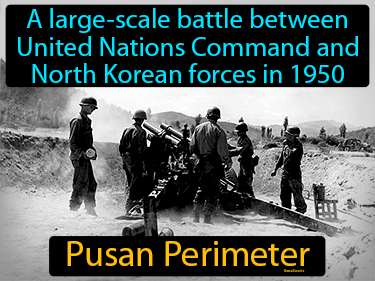 A large-scale battle between
United Nations Command and
North Korean forces in 1950
Pusan Perimeter